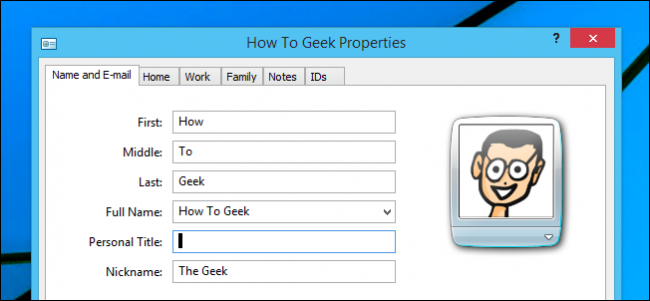 How To Geek Properties ?
Name and E-mail Home Work Family Notes IDs
First: How
Middle: To
Last: Geek
Full Name: How To Geek
Personal Title:
Nickname: The Geek